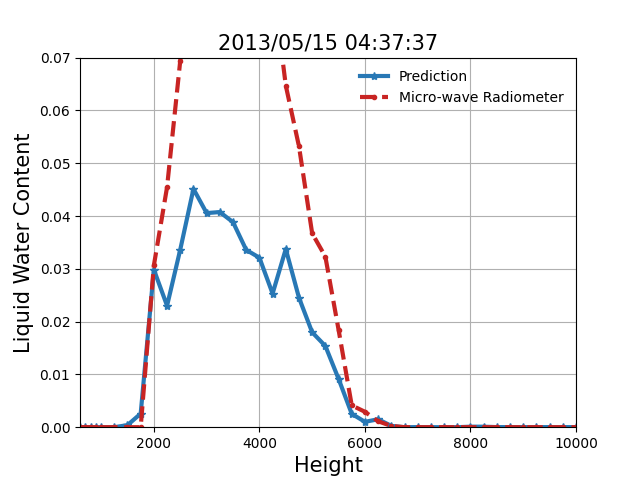 2013/05/15 04:37:37
Prediction
Micro-wave Radiometer
Liquid Water Content
0.07
0.06
0.05
0.04
0.03
0.02
0.01
0.00
2000 4000 6000 8000 10000
Height